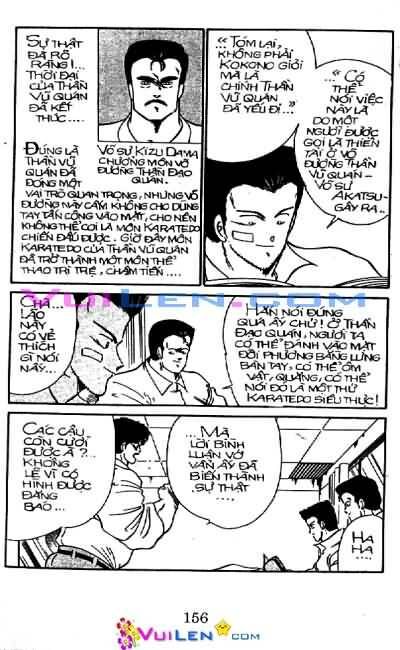 SỰ THẬT
ĐÃ RÕ
RÀNG!...
THỜI ĐẠI
CỦA THẦN
VŨ QUÁN
ĐÃ KẾT
THÚC....
VÕ SƯ KIZU DAMA
CHƯƠNG MÔN VÕ
ĐƯỜNG THẦN ĐẠO
QUÁN.
ĐÚNG LÀ
THẦN VŨ
QUÁN ĐÃ
ĐÓNG MỘT
VAI TRÒ QUAN TRỌNG, NHƯNG VÕ
ĐƯỜNG NÀY CẤM KHÔNG CHO DÙNG
TAY TẤN CÔNG VÀO MẶT, CHO NÊN
KHÔNG THỂ COI LÀ MÔN KARATEDO
CHIẾN ĐẤU ĐƯỢC. GIỜ ĐÂY MÔN
KARATEDO CỦA THẦN VŨ QUÁN
ĐÃ TRỞ THÀNH MỘT MÔN THỂ
THAO TRÌ TRỆ, CHẬM TIẾN....
..."TÓM LẠI,
KHÔNG PHẢI
KOKONO GIỎI
MÀ LÀ
CHÍNH THẦN
VŨ QUÁN
ĐÃ YẾU ĐI..."
..."CÓ
THỂ
NÓI VIỆC
NÀY LÀ
DO MỘT
NGƯỜI ĐƯỢC
GỌI LÀ THIÊN
TÀI Ở VÕ
ĐƯỜNG THẦN
VŨ QUÁN -
VÕ SƯ
AKATSU-
GÂY RA..
CHÀ...
LÃO
NÀY
CÓ VẺ
THÍCH
GÌ NÓI
NẤY...
HẮN NÓI ĐÚNG
QUÁ ẤY CHỨ! Ở THẦN
ĐẠO QUÁN, NGƯỜI TA
CÓ THỂ ĐÁNH VÀO MẶT
ĐỐI PHƯƠNG BẰNG LƯNG
BÀN TAY, CÓ THỂ ÔM
VẬT, QUĂNG, CÓ THỂ
NÓI ĐÓ LÀ MỘT THỨ
KARATEDO SIÊU THỰC!
VUILEN.COM
CÁC CẬU
CÒN CƯỜI
ĐƯỢC À?...
KHÔNG
LẼ VÌ CÓ
HÌNH ĐƯỢC
ĐĂNG
BÁO...
...MÀ
LỜI BÌNH
LUẬN VỚ
VẨN ẤY ĐÃ
BIẾN THÀNH
SỰ THẬT
....
HA
HA...
156
VUILEN.COM